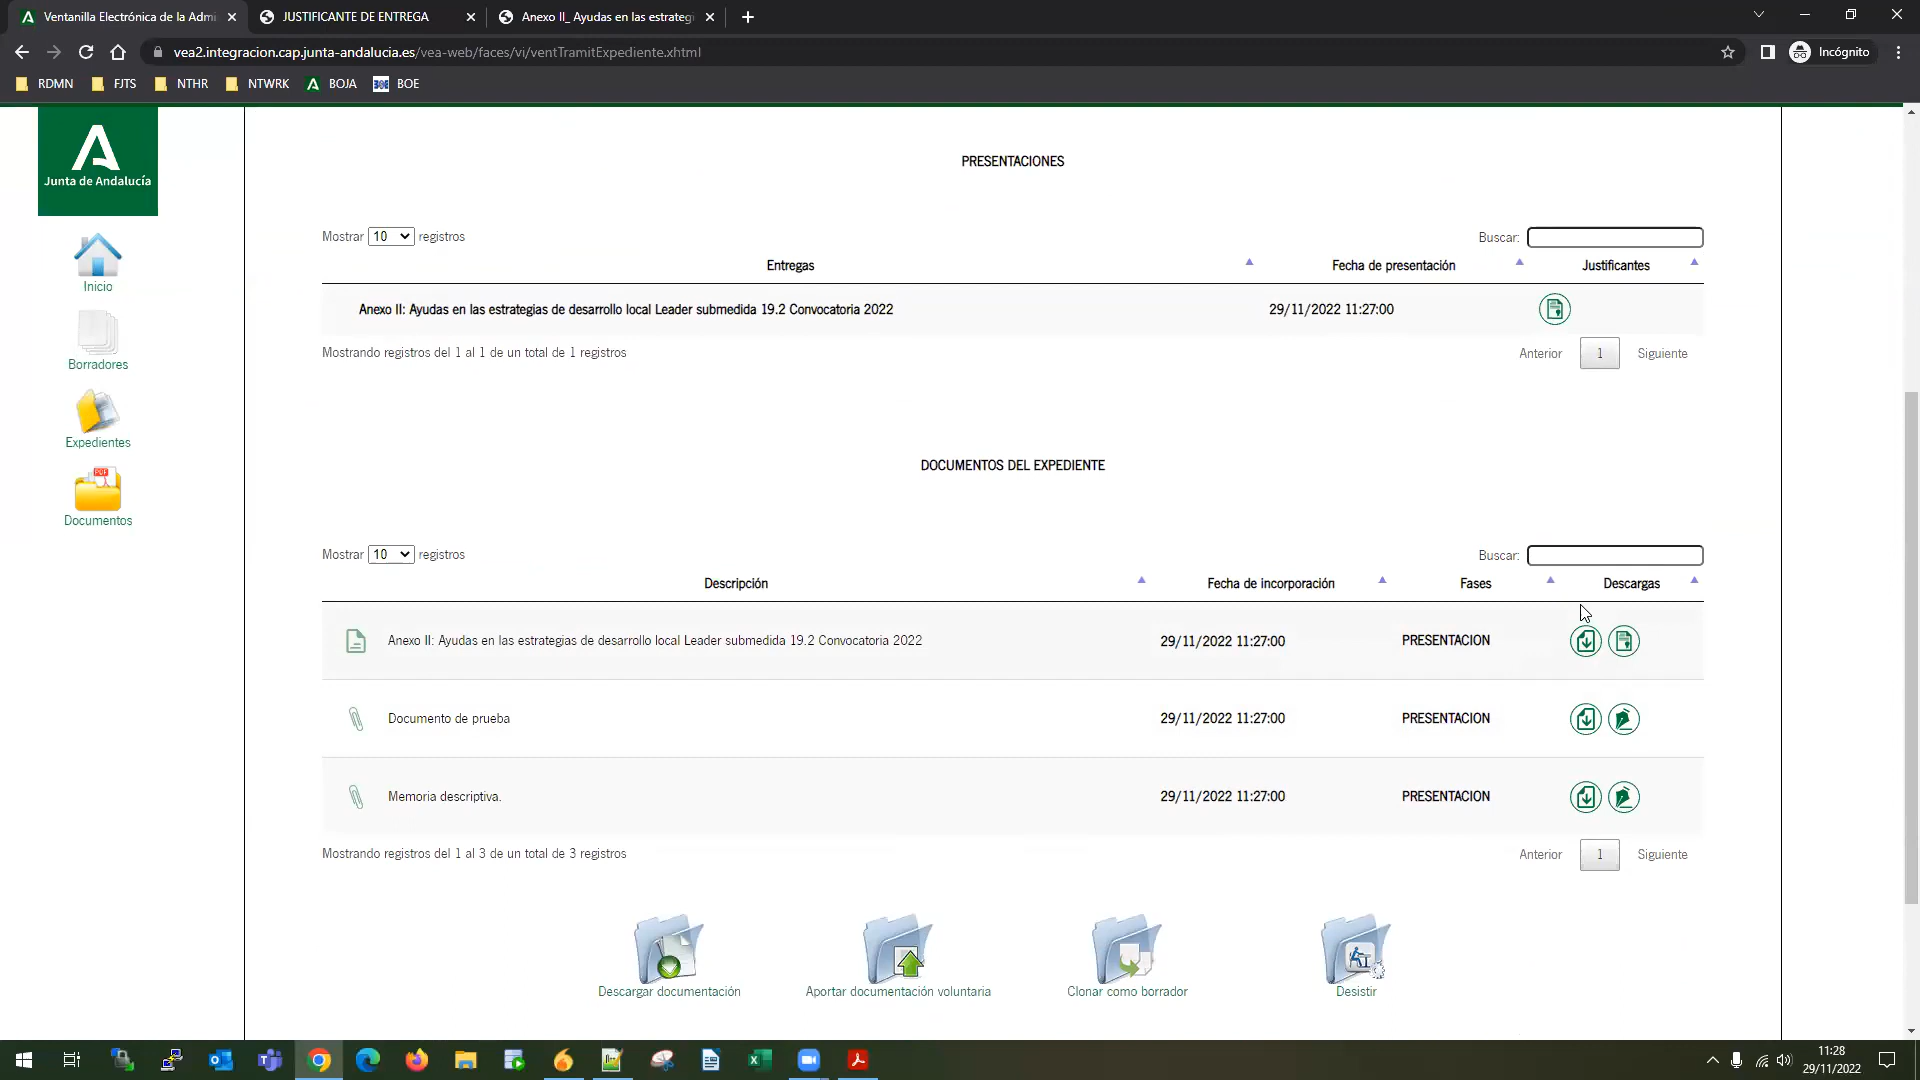 Ventanilla Electrónica de la Admi
JUSTIFICANTE DE ENTREGA
Anexo II_ Ayudas en las estrategi
vea2.integracion.cap.junta-andalucia.es/vea-web/faces/vi/ventTramitExpediente.xhtml
Incógnito
RDMN
FJTS
NTHR
NTWRK
BOJA
BOE
Junta de Andalucía
Inicio
Borradores
Expedientes
Documentos
PRESENTACIONES
Mostrar 10 registros
Buscar:
Entregas Fecha de presentación Justificantes
Anexo II: Ayudas en las estrategias de desarrollo local Leader submedida 19.2 Convocatoria 2022 29/11/2022 11:27:00
Mostrando registros del 1 al 1 de un total de 1 registros
Anterior 1 Siguiente
DOCUMENTOS DEL EXPEDIENTE
Mostrar 10 registros
Buscar:
Descripción Fecha de incorporación Fases Descargas
Anexo II: Ayudas en las estrategias de desarrollo local Leader submedida 19.2 Convocatoria 2022 29/11/2022 11:27:00 PRESENTACION
Documento de prueba 29/11/2022 11:27:00 PRESENTACION
Memoria descriptiva. 29/11/2022 11:27:00 PRESENTACION
Mostrando registros del 1 al 3 de un total de 3 registros
Anterior 1 Siguiente
Descargar documentación
Aportar documentación voluntaria
Clonar como borrador
Desistir
11:28
29/11/2022